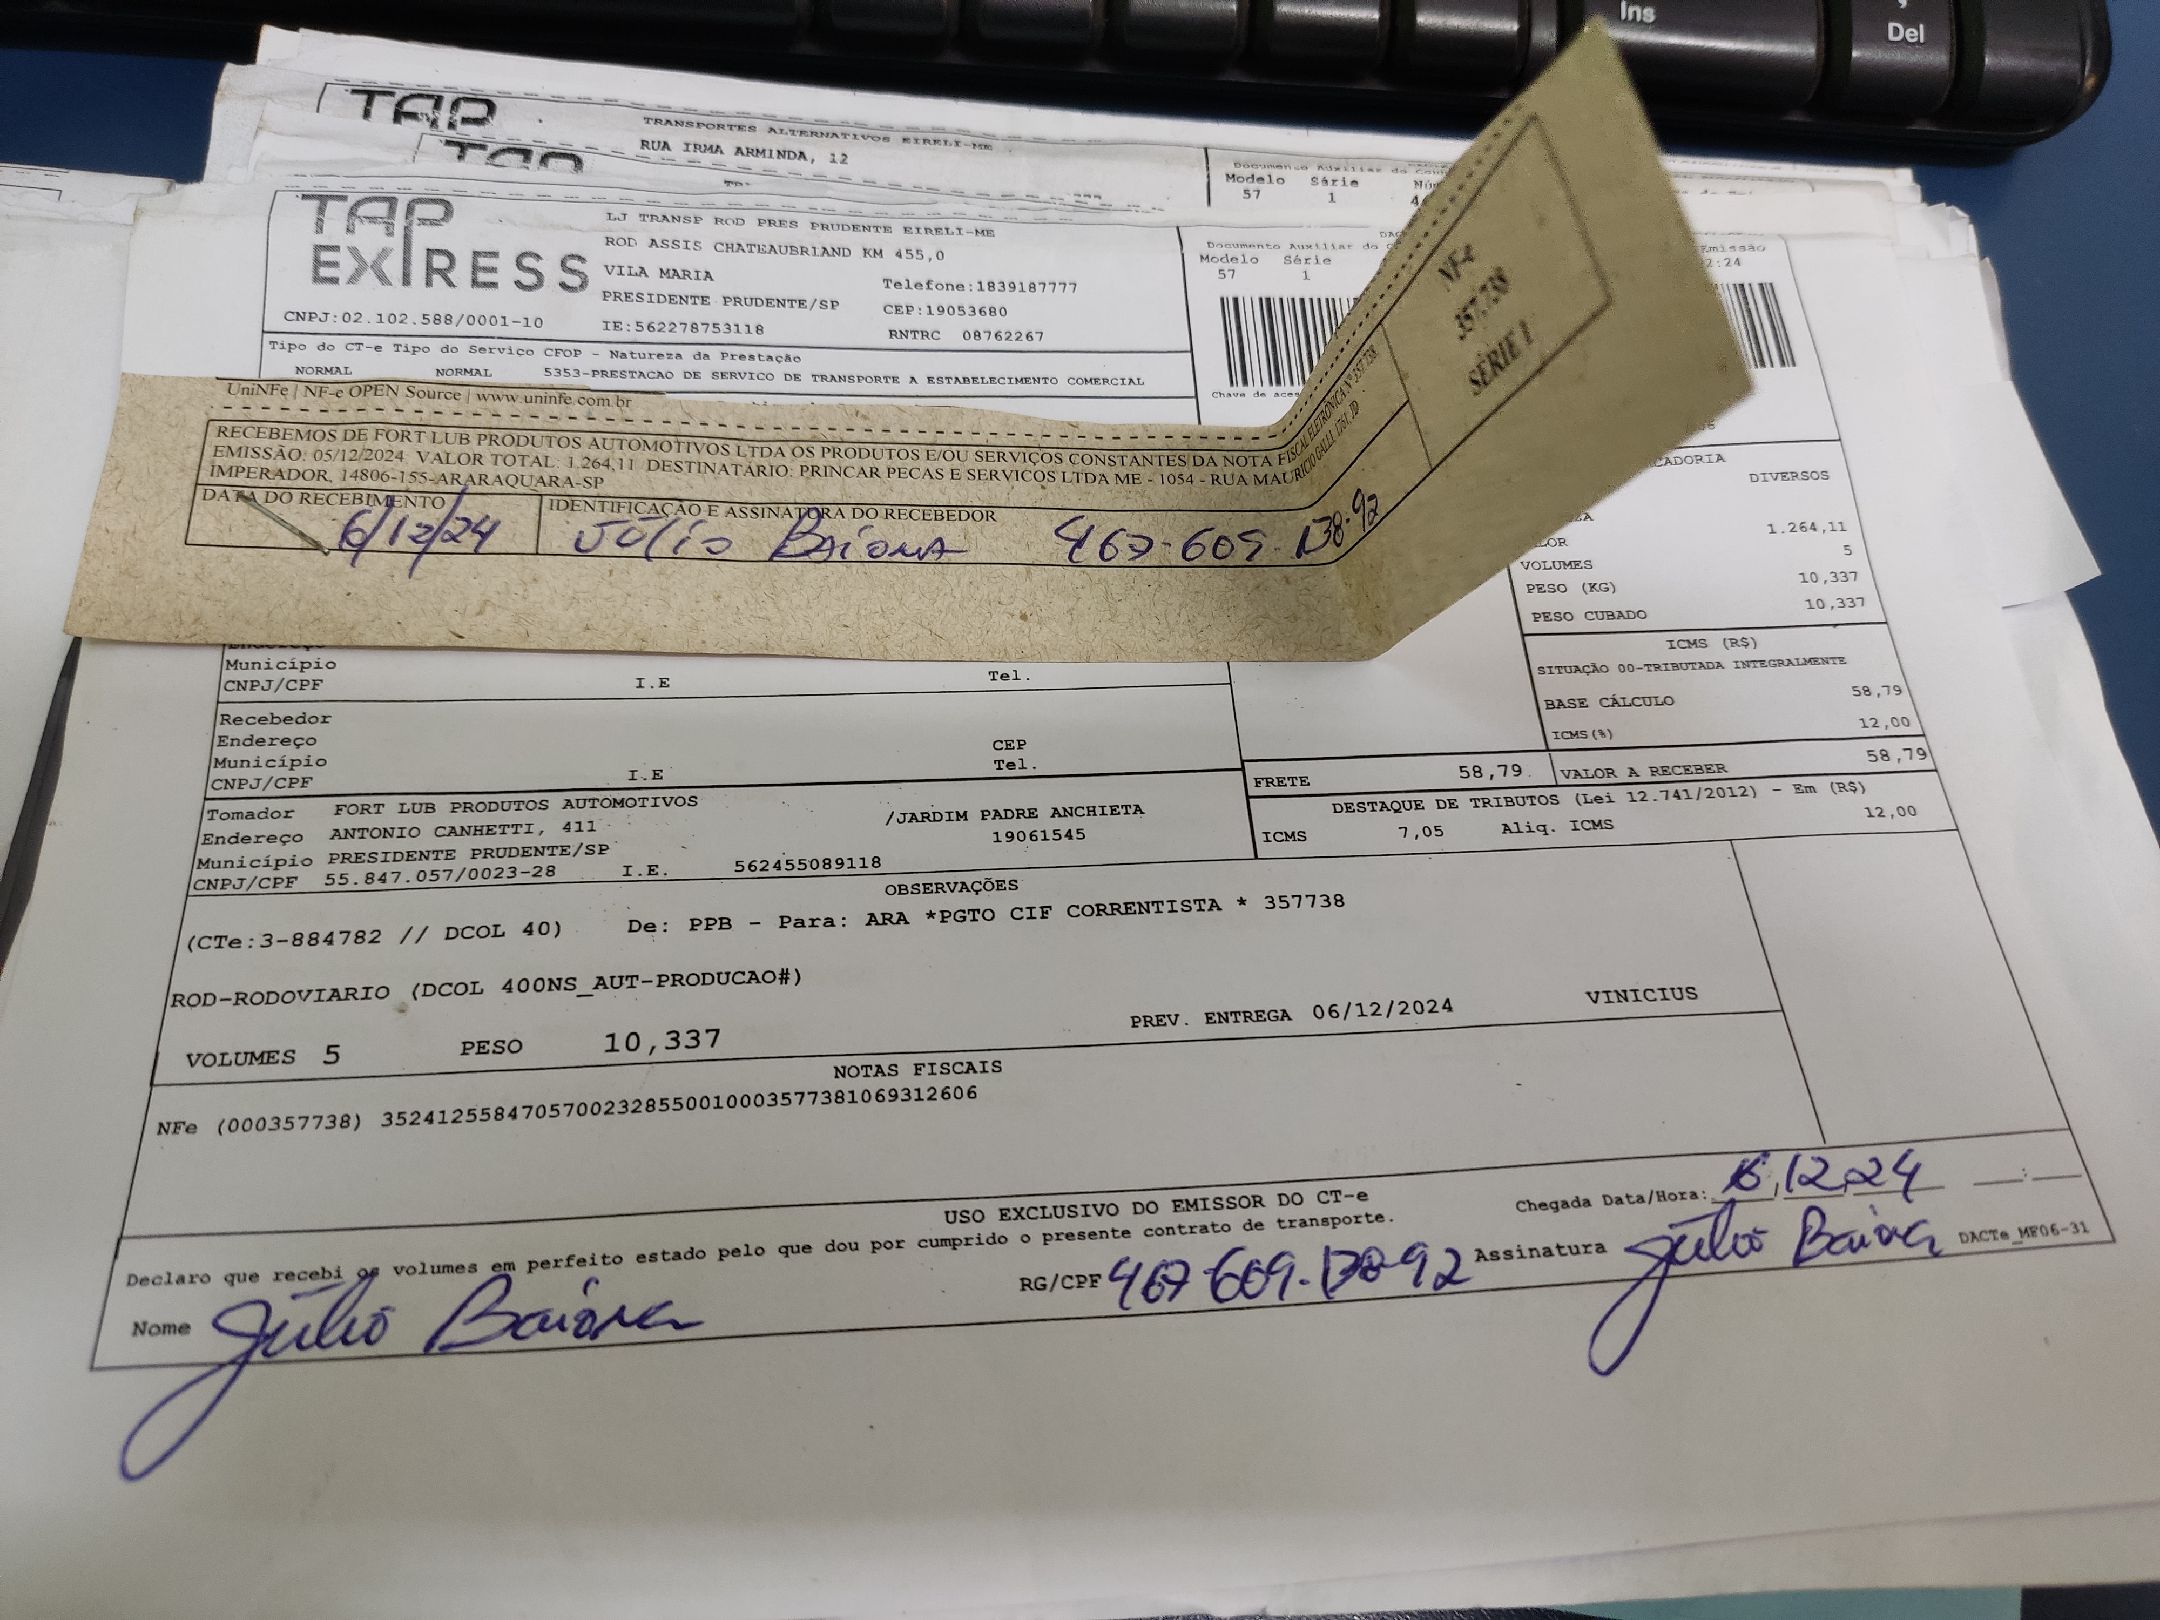 Ins
Del
TAP
TRANSPORTES ALTERNATIVOS EIRELI-ME
RUA IRMA ARMINDA, 12
Modelo Série
57 1
TAP
TAP EXPRESS
LJ TRANSP ROD PRES PRUDENTE EIRELI-ME
ROD ASSIS CHATEAUBRIAND KM 455,0
VILA MARIA
Telefone:1839187777
PRESIDENTE PRUDENTE/SP
CEP:19053680
CNPJ:02.102.588/0001-10
IE:562278753118
RNTRC 08762267
Documento Auxiliar do
Modelo Série
57 1
Emissão
Tipo do CT-e Tipo do Serviço CFOP - Natureza da Prestação
NORMAL NORMAL 5353-PRESTACAO DE SERVICO DE TRANSPORTE A ESTABELECIMENTO COMERCIAL
Chave de
UniNFe | NF-e OPEN Source | www.uninfe.com.br
RECEBEMOS DE FORT LUB PRODUTOS AUTOMOTIVOS LTDA OS PRODUTOS E/OU SERVIÇOS CONSTANTES DA NOTA FISCAL ELETRÔNICA Nº 357.738
EMISSÃO: 05/12/2024 VALOR TOTAL: 1.264,11 DESTINATÁRIO: PRINCAR PECAS E SERVICOS LTDA ME - 1054 - RUA MAURICIO GALLI, 1751, JD
IMPERADOR, 14806-155-ARARAQUARA-SP
DATA DO RECEBIMENTO
6/12/24
IDENTIFICAÇÃO E ASSINATURA DO RECEBEDOR
Júlio Baiona 467-609-138-92
NF-e
357.738
SÉRIE 1
DIVERSOS
1.264,11
VOLUMES 5
PESO (KG) 10,337
PESO CUBADO 10,337
ICMS (R$)
SITUAÇÃO 00-TRIBUTADA INTEGRALMENTE
BASE CÁLCULO 58,79
ICMS(%) 12,00
Município
CNPJ/CPF I.E Tel.
Recebedor
Endereço CEP
Município Tel.
CNPJ/CPF I.E
FRETE 58,79 VALOR A RECEBER 58,79
DESTAQUE DE TRIBUTOS (Lei 12.741/2012) - Em (R$)
ICMS 7,05 Aliq. ICMS 12,00
Tomador FORT LUB PRODUTOS AUTOMOTIVOS
Endereço ANTONIO CANHETTI, 411 /JARDIM PADRE ANCHIETA
Município PRESIDENTE PRUDENTE/SP 19061545
CNPJ/CPF 55.847.057/0023-28 I.E. 562455089118
OBSERVAÇÕES
(CTe:3-884782 // DCOL 40) De: PPB - Para: ARA *PGTO CIF CORRENTISTA * 357738
ROD-RODOVIARIO (DCOL 400NS_AUT-PRODUCAO#)
VOLUMES 5 PESO 10,337 PREV. ENTREGA 06/12/2024 VINICIUS
NOTAS FISCAIS
NFe (000357738) 35241255847057002328550010003577381069312606
USO EXCLUSIVO DO EMISSOR DO CT-e
Declaro que recebi os volumes em perfeito estado pelo que dou por cumprido o presente contrato de transporte.
Chegada Data/Hora: 6,12,24 :
Nome Júlio Baiona
RG/CPF 467-609-138-92
Assinatura Júlio Baiona
DACTe_MF06-31